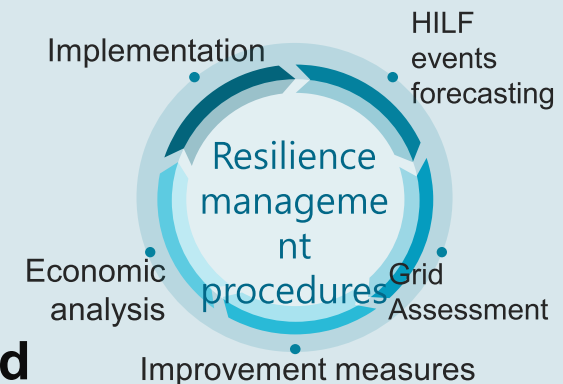 Implementation
HILF
events
forecasting
Resilience
manageme
nt
procedures
Grid
Assessment
Economic
analysis
Improvement measures
d